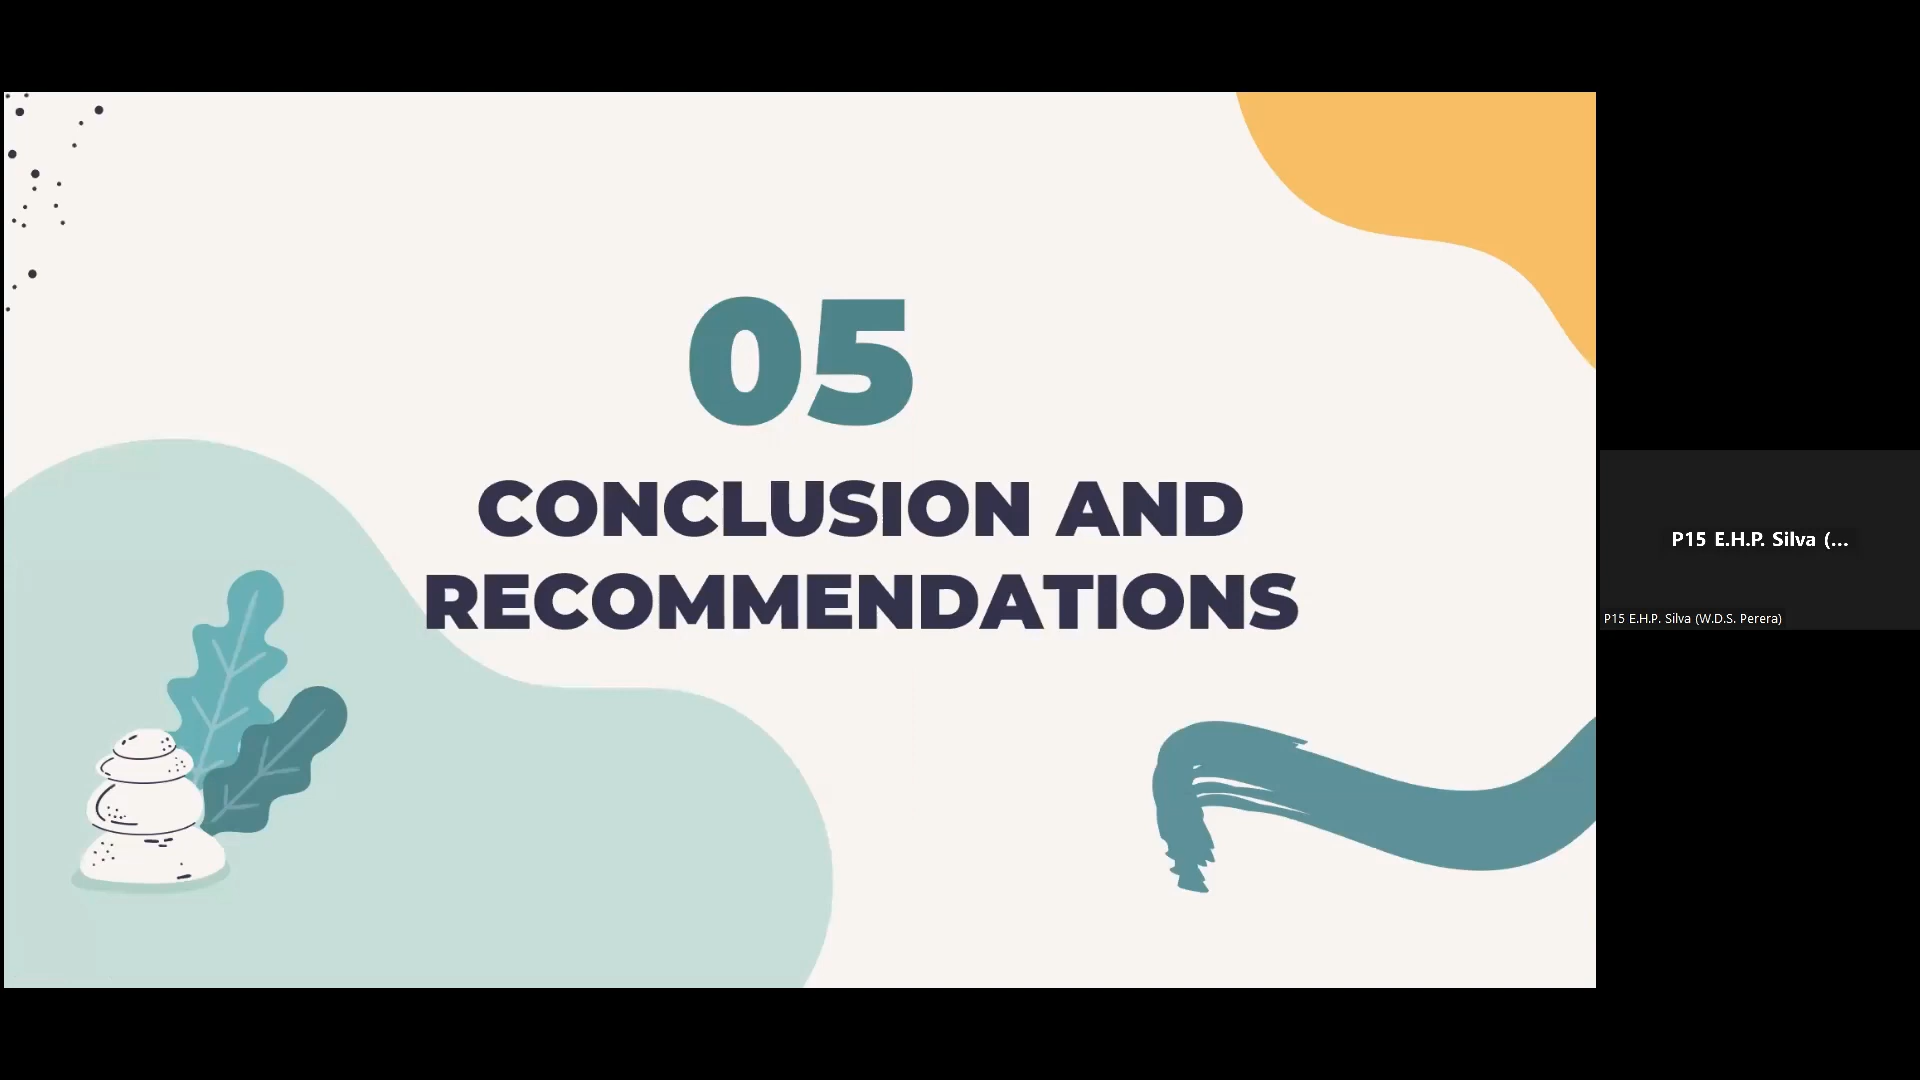 05
CONCLUSION AND
RECOMMENDATIONS
P15 E.H.P. Silva (...
P15 E.H.P. Silva (W.D.S. Perera)